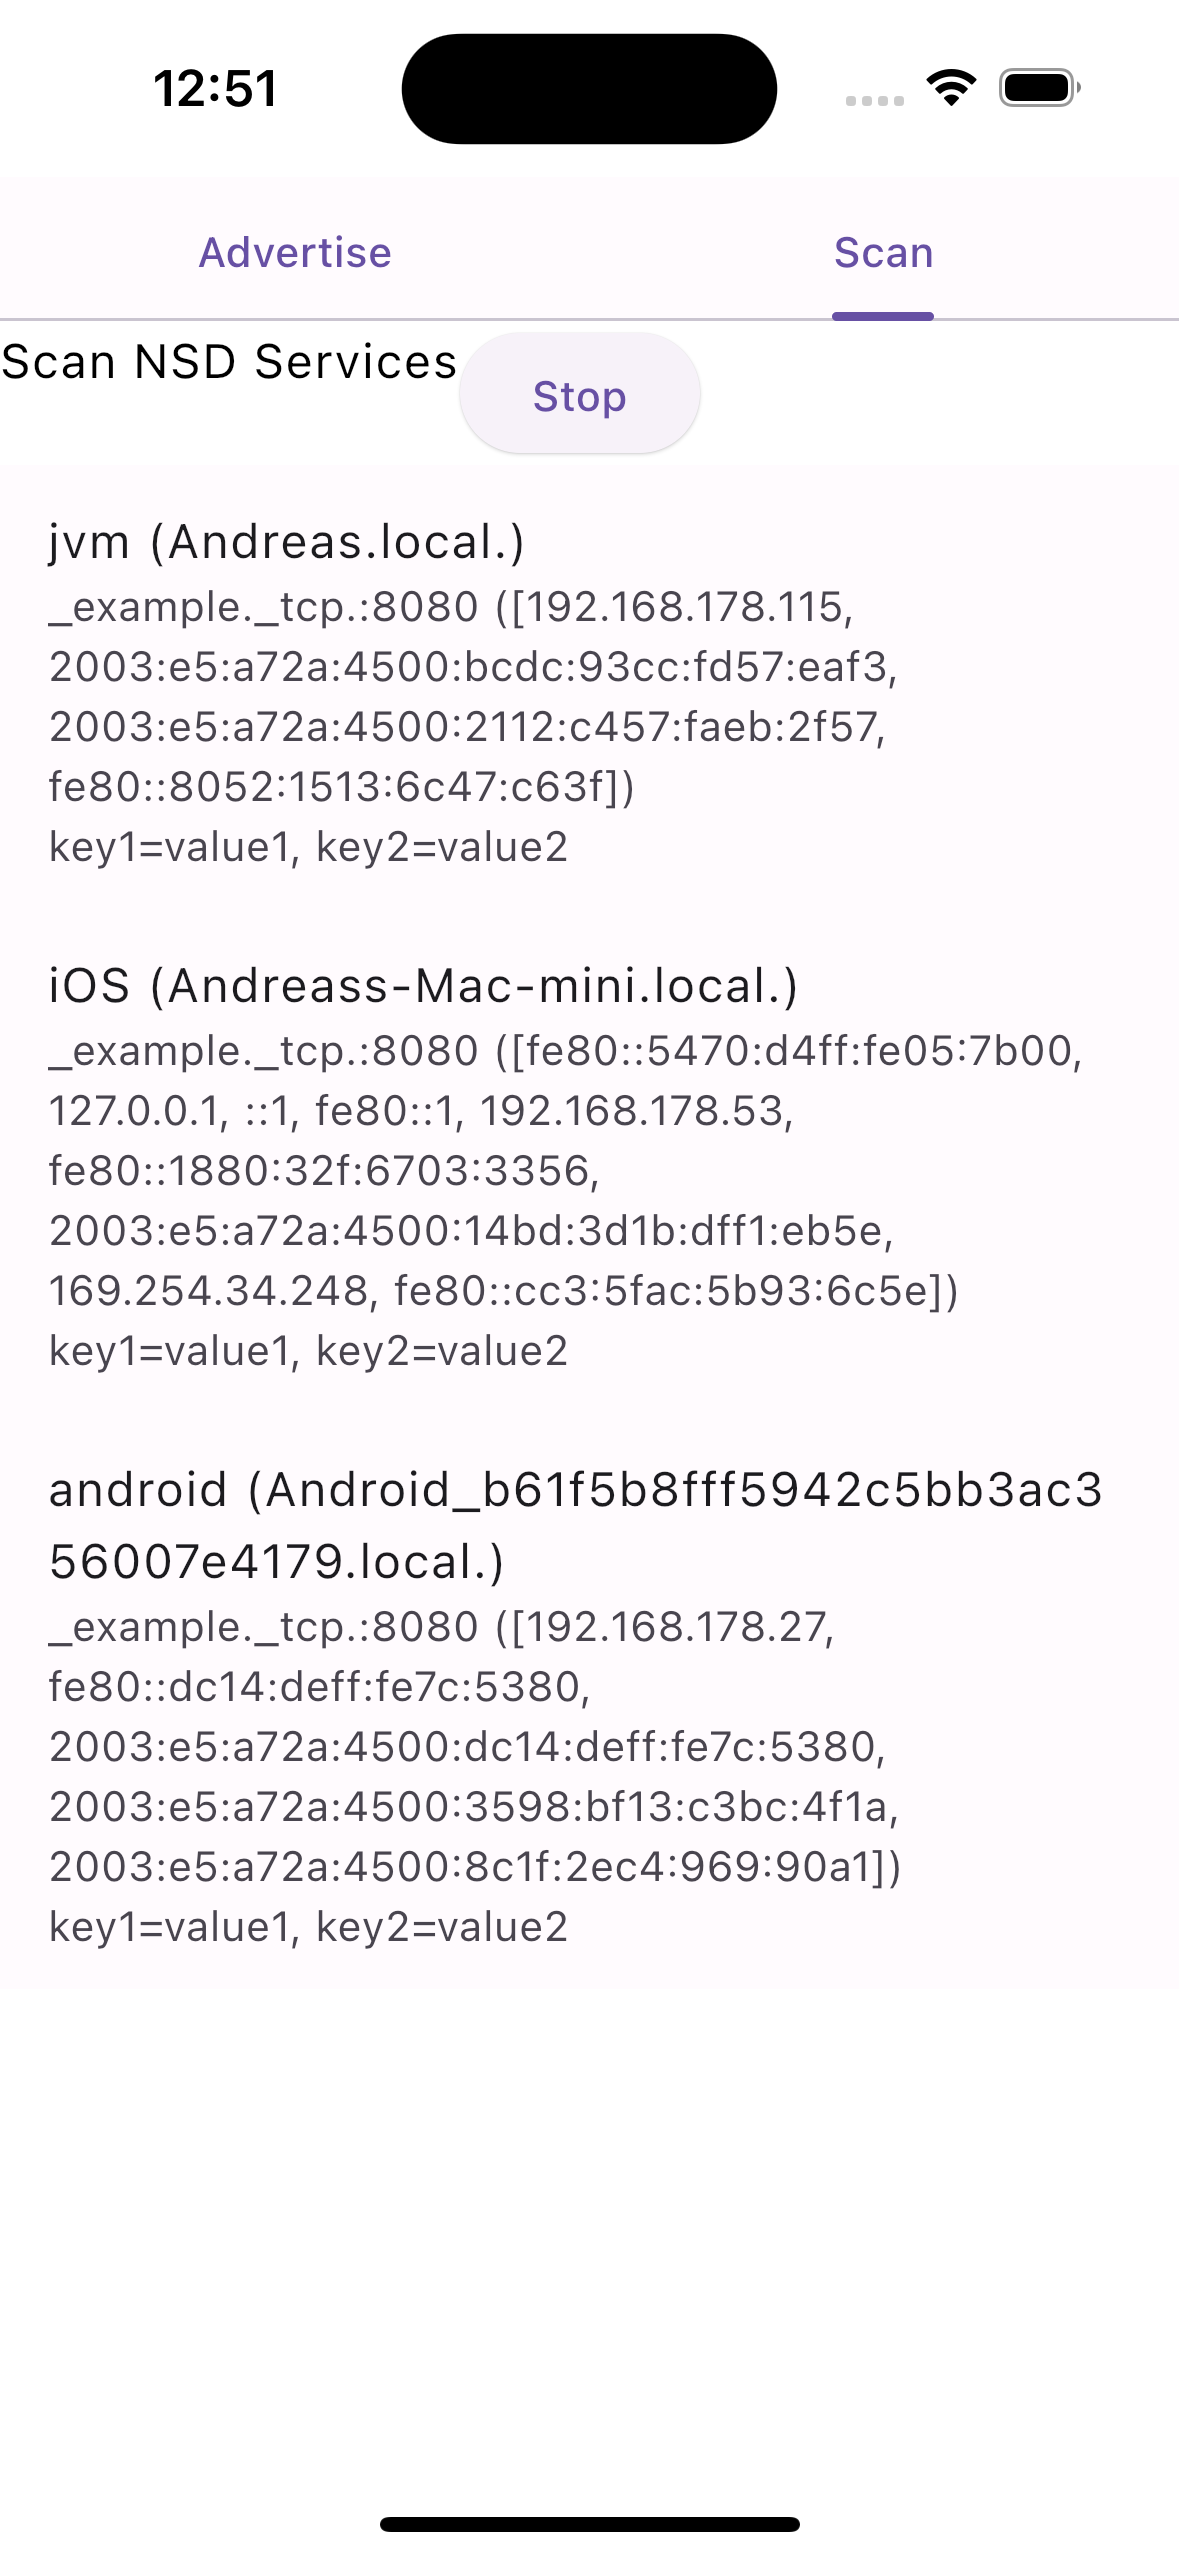 12:51
Advertise
Scan
Scan NSD Services
Stop
jvm (Andreas.local.)
_example._tcp.:8080 ([192.168.178.115,
2003:e5:a72a:4500:bcdc:93cc:fd57:eaf3,
2003:e5:a72a:4500:2112:c457:faeb:2f57,
fe80::8052:1513:6c47:c63f])
key1=value1, key2=value2
iOS (Andreass-Mac-mini.local.)
_example._tcp.:8080 ([fe80::5470:d4ff:fe05:7b00,
127.0.0.1, ::1, fe80::1, 192.168.178.53,
fe80::1880:32f:6703:3356,
2003:e5:a72a:4500:14bd:3d1b:dff1:eb5e,
169.254.34.248, fe80::cc3:5fac:5b93:6c5e])
key1=value1, key2=value2
android (Android_b61f5b8fff5942c5bb3ac3
56007e4179.local.)
_example._tcp.:8080 ([192.168.178.27,
fe80::dc14:deff:fe7c:5380,
2003:e5:a72a:4500:dc14:deff:fe7c:5380,
2003:e5:a72a:4500:3598:bf13:c3bc:4f1a,
2003:e5:a72a:4500:8c1f:2ec4:969:90a1])
key1=value1, key2=value2